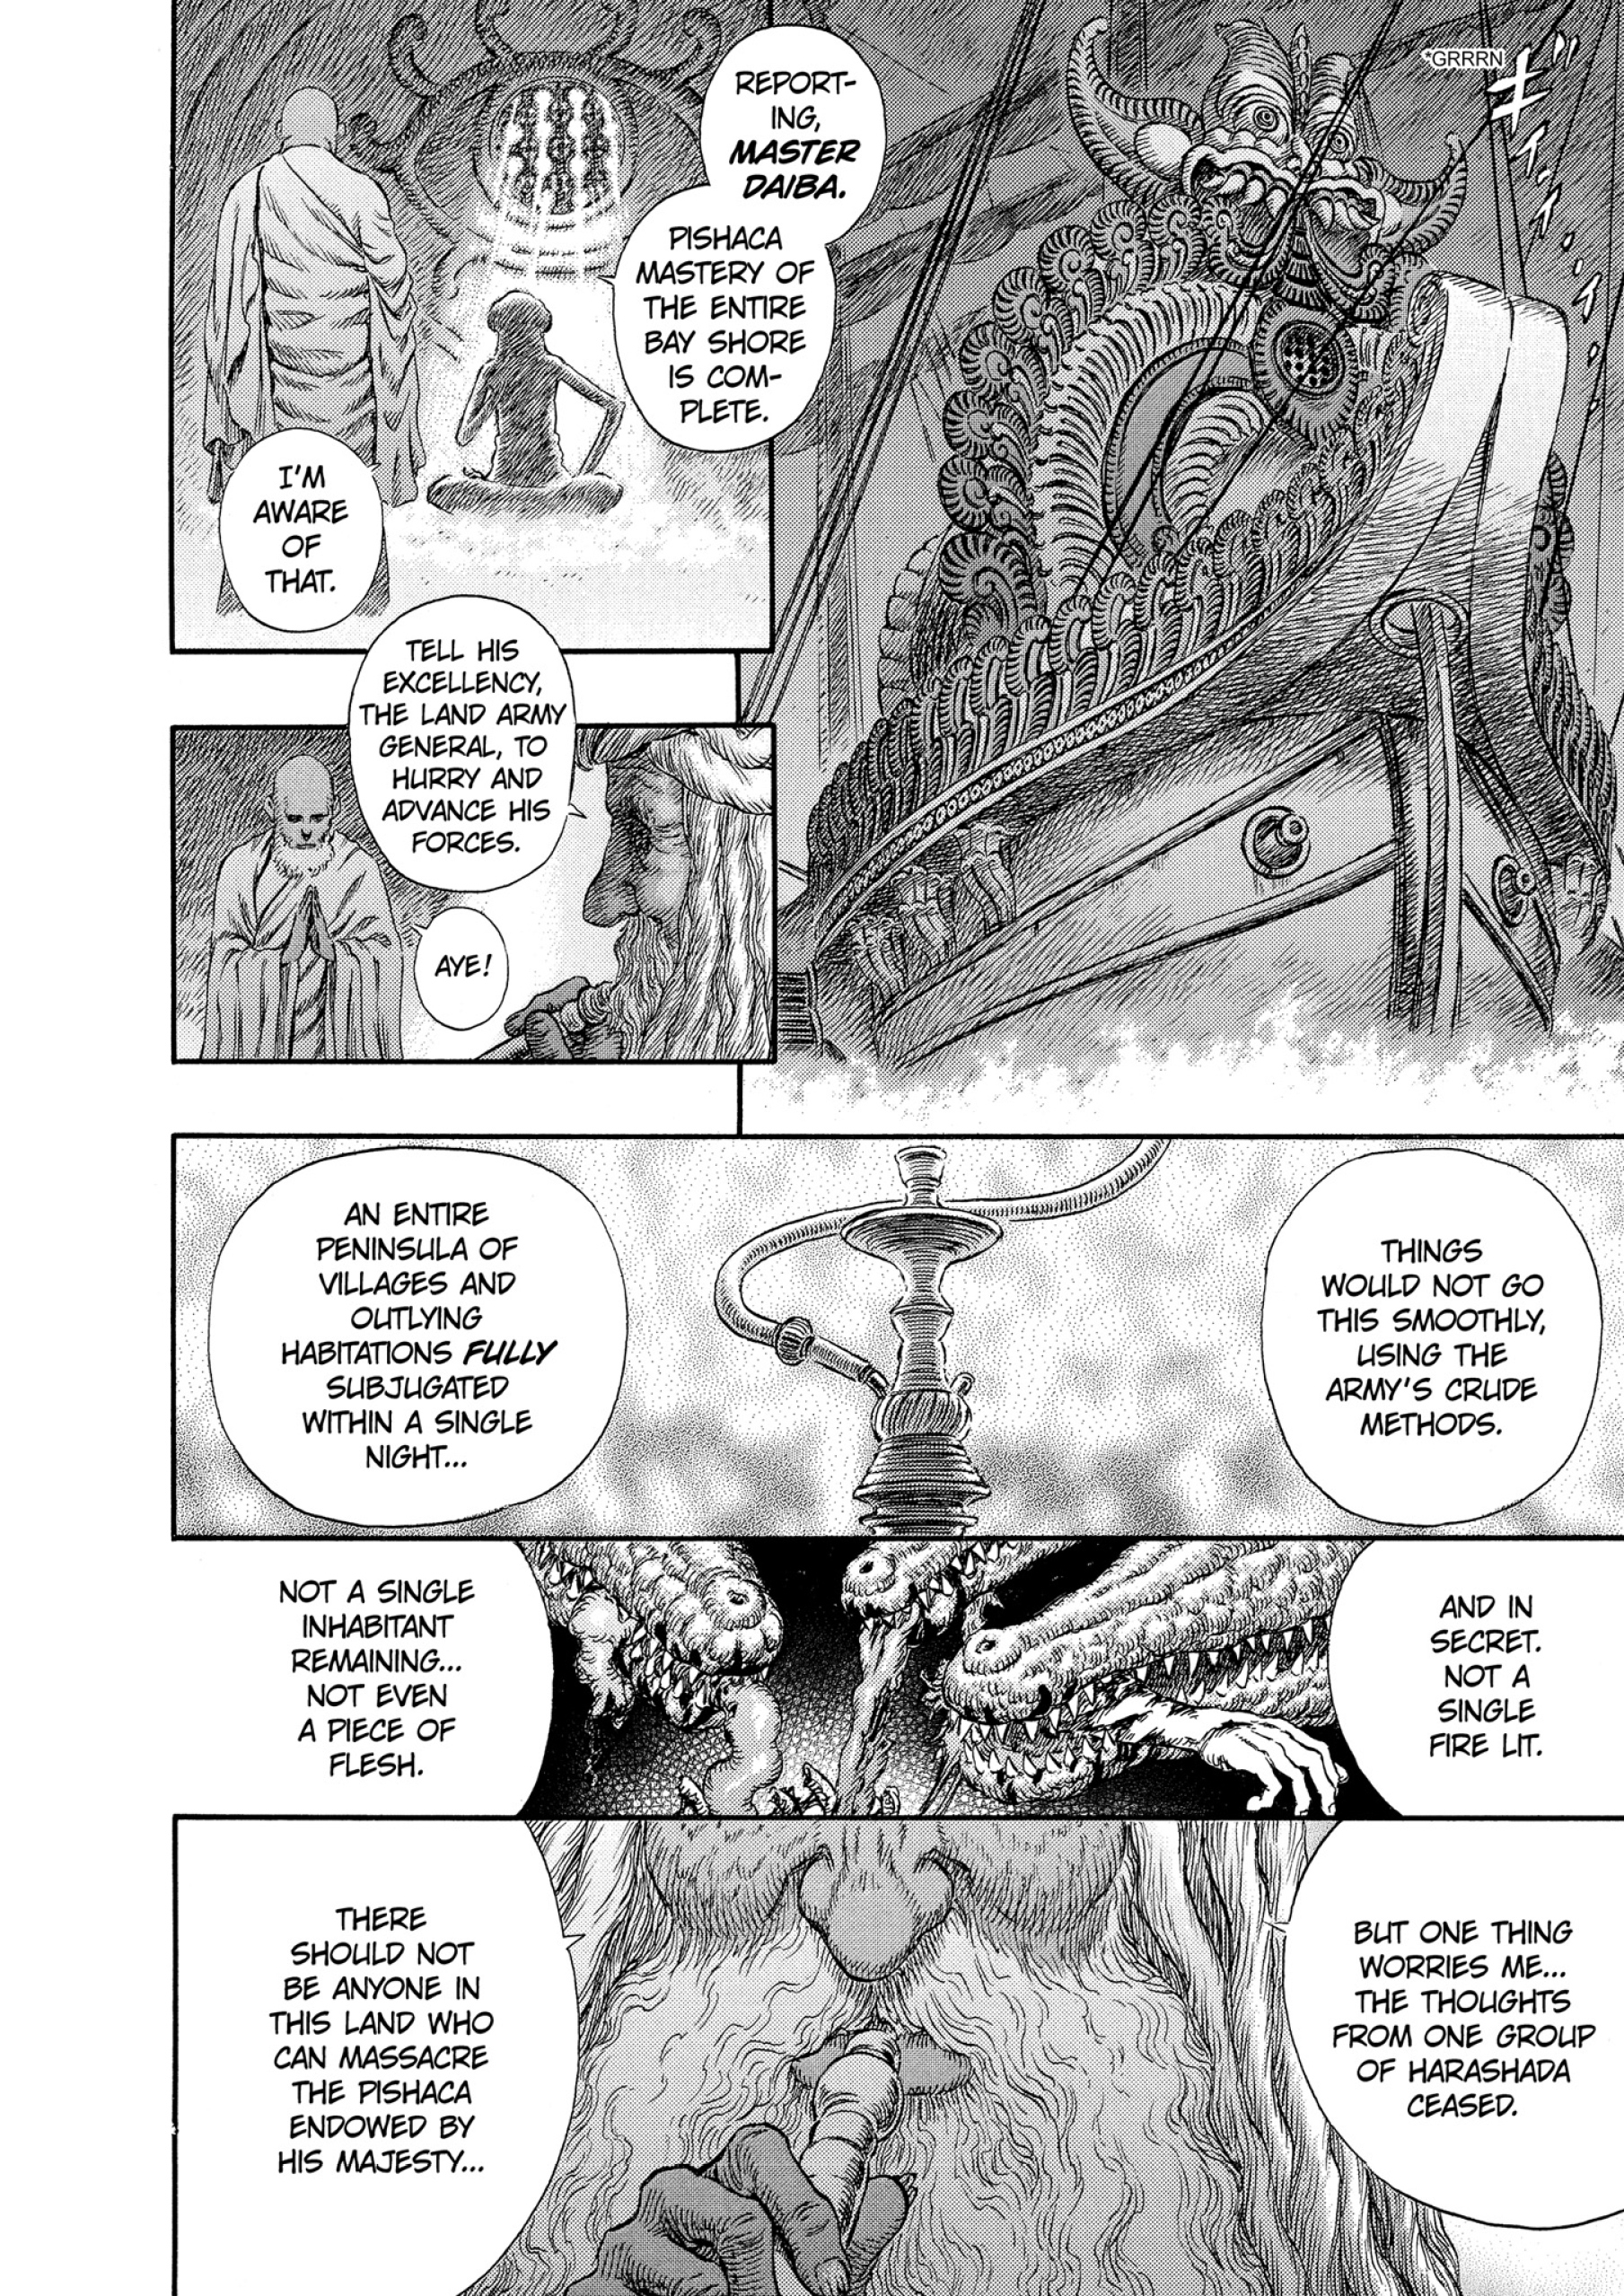 *GRRRN
ギィイイ・・
REPORT-
ING,
MASTER
DAIBA.
PISHACA
MASTERY OF
THE ENTIRE
BAY SHORE
IS COM-
PLETE.
I'M
AWARE
OF
THAT.
TELL HIS
EXCELLENCY,
THE LAND ARMY
GENERAL, TO
HURRY AND
ADVANCE HIS
FORCES.
AYE!
THINGS
WOULD NOT GO
THIS SMOOTHLY,
USING THE
ARMY'S CRUDE
METHODS.
AN ENTIRE
PENINSULA OF
VILLAGES AND
OUTLYING
HABITATIONS FULLY
SUBJUGATED
WITHIN A SINGLE
NIGHT...
AND IN
SECRET.
NOT A
SINGLE
FIRE LIT.
NOT A SINGLE
INHABITANT
REMAINING...
NOT EVEN
A PIECE OF
FLESH.
BUT ONE THING
WORRIES ME...
THE THOUGHTS
FROM ONE GROUP
OF HARASHADA
CEASED.
THERE
SHOULD NOT
BE ANYONE IN
THIS LAND WHO
CAN MASSACRE
THE PISHACA
ENDOWED BY
HIS MAJESTY...